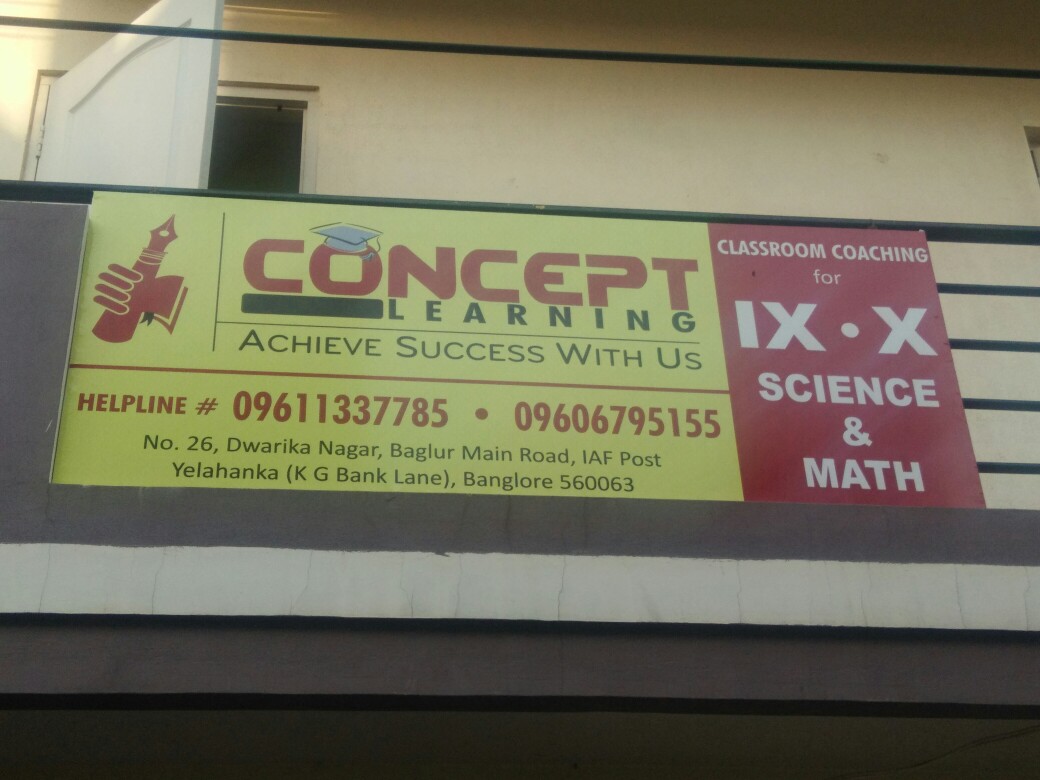 CONCEPT
LEARNING
ACHIEVE SUCCESS WITH US
HELPLINE # 09611337785 • 09606795155
No. 26, Dwarika Nagar, Baglur Main Road, IAF Post
Yelahanka (K G Bank Lane), Banglore 560063
CLASSROOM COACHING
for
IX • X
SCIENCE
&
MATH